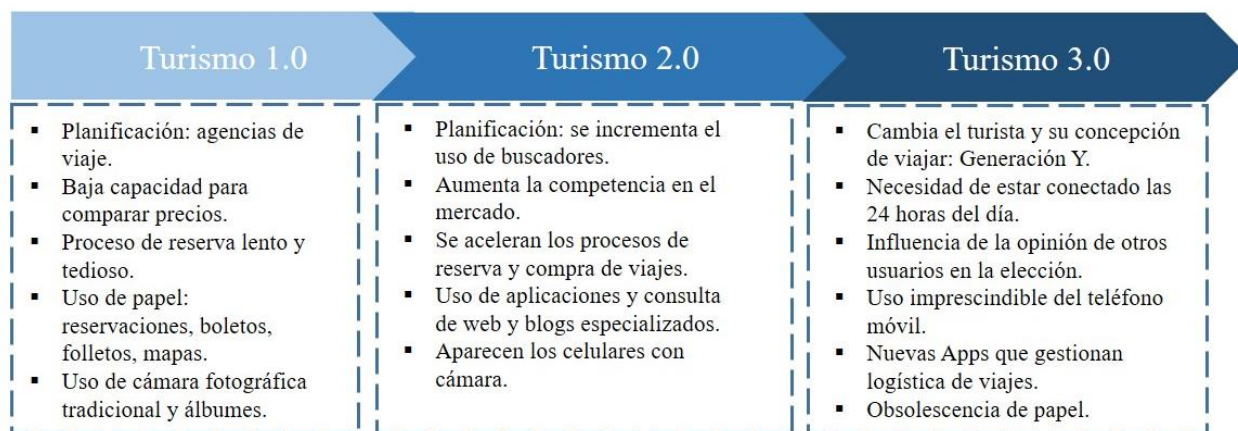 Turismo 1.0
▪ Planificación: agencias de
viaje.
▪ Baja capacidad para
comparar precios.
▪ Proceso de reserva lento y
tedioso.
▪ Uso de papel:
reservaciones, boletos,
folletos, mapas.
▪ Uso de cámara fotográfica
tradicional y álbumes.
Turismo 2.0
▪ Planificación: se incrementa el
uso de buscadores.
▪ Aumenta la competencia en el
mercado.
▪ Se aceleran los procesos de
reserva y compra de viajes.
▪ Uso de aplicaciones y consulta
de web y blogs especializados.
▪ Aparecen los celulares con
cámara.
Turismo 3.0
▪ Cambia el turista y su concepción
de viajar: Generación Y.
▪ Necesidad de estar conectado las
24 horas del día.
▪ Influencia de la opinión de otros
usuarios en la elección.
▪ Uso imprescindible del teléfono
móvil.
▪ Nuevas Apps que gestionan
logística de viajes.
▪ Obsolescencia de papel.